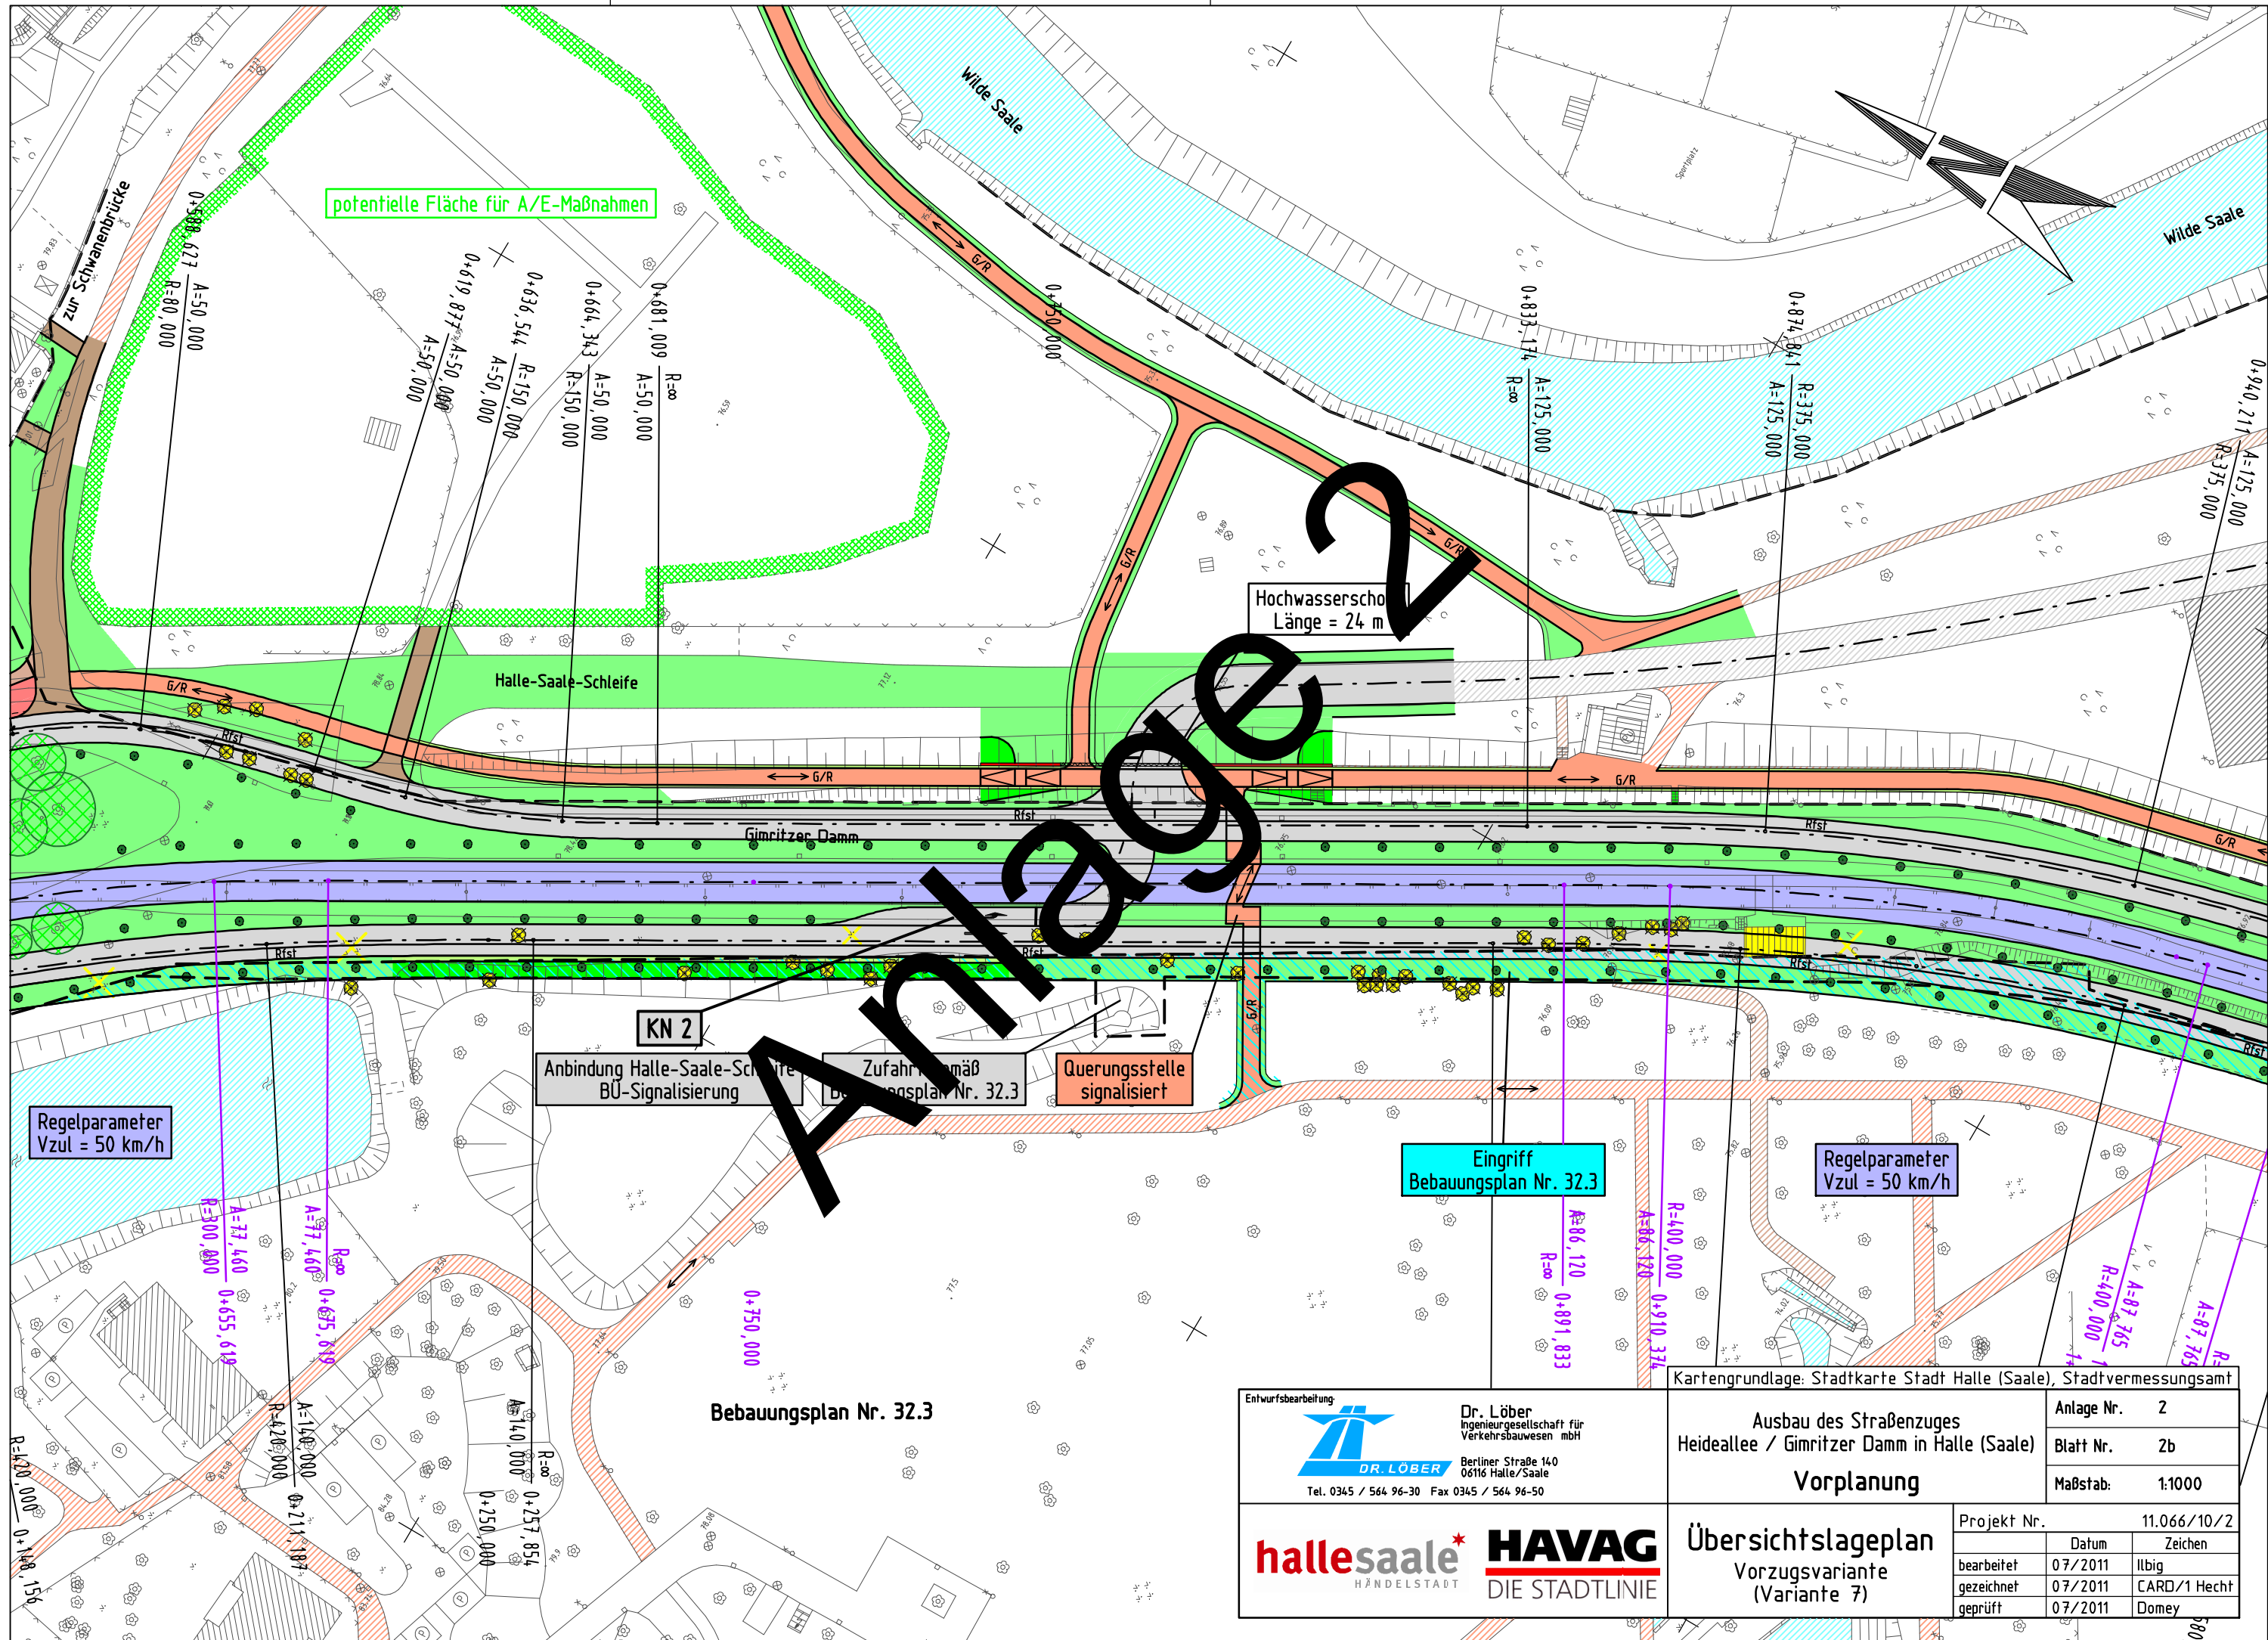 Wilde Saale
Sportplatz
Wilde Saale
zur Schwanenbrücke
potentielle Fläche für A/E-Maßnahmen
0+588,627
A=50,000
R=80,000
0+619,877
A=50,000
A=50,000
0+636,544
R=150,000
A=50,000
0+664,343
A=50,000
R=150,000
0+681,009
R=∞
A=50,000
0+750,000
0+833,174
A=125,000
R=∞
0+874,841
R=375,000
A=125,000
0+940,211
A=125,000
R=375,000
G/R
G/R
G/R
Hochwasserscho
Länge = 24 m
Halle-Saale-Schleife
G/R
G/R
G/R
G/R
Rfst
Rfst
Rfst
Gimritzer Damm
Rfst
Rfst
Rfst
Rfst
G/R
Anlage 2
KN 2
Anbindung Halle-Saale-Sch ife
BÜ-Signalisierung
Zufahrt mäß
B ngsplan Nr. 32.3
Querungsstelle
signalisiert
Regelparameter
Vzul = 50 km/h
Eingriff
Bebauungsplan Nr. 32.3
Regelparameter
Vzul = 50 km/h
A=77,460
R=300,000
0+655,619
R=∞
A=77,460
0+675,619
0+750,000
A=86,120
R=∞
0+891,833
R=400,000
A=86,120
0+910,374
A=87,765
R=400,000
A=87,765
Bebauungsplan Nr. 32.3
R=420,000
0+148,156
A=140,000
R=420,000
0+211,187
R=∞
A=140,000
0+257,854
0+250,000
Kartengrundlage: Stadtkarte Stadt Halle (Saale), Stadtvermessungsamt
Entwurfsbearbeitung:
DR. LÖBER
Dr. Löber
Ingenieurgesellschaft für
Verkehrsbauwesen mbH
Berliner Straße 140
06116 Halle/Saale
Tel. 0345 / 564 96-30 Fax 0345 / 564 96-50
Ausbau des Straßenzuges
Heideallee / Gimritzer Damm in Halle (Saale)
Vorplanung
Anlage Nr. 2
Blatt Nr. 2b
Maßstab: 1:1000
hallesaale
HÄNDELSTADT
HAVAG
DIE STADTLINIE
Übersichtslageplan
Vorzugsvariante
(Variante 7)
Projekt Nr. 11.066/10/2
Datum Zeichen
bearbeitet 07/2011 Ilbig
gezeichnet 07/2011 CARD/1 Hecht
geprüft 07/2011 Domey